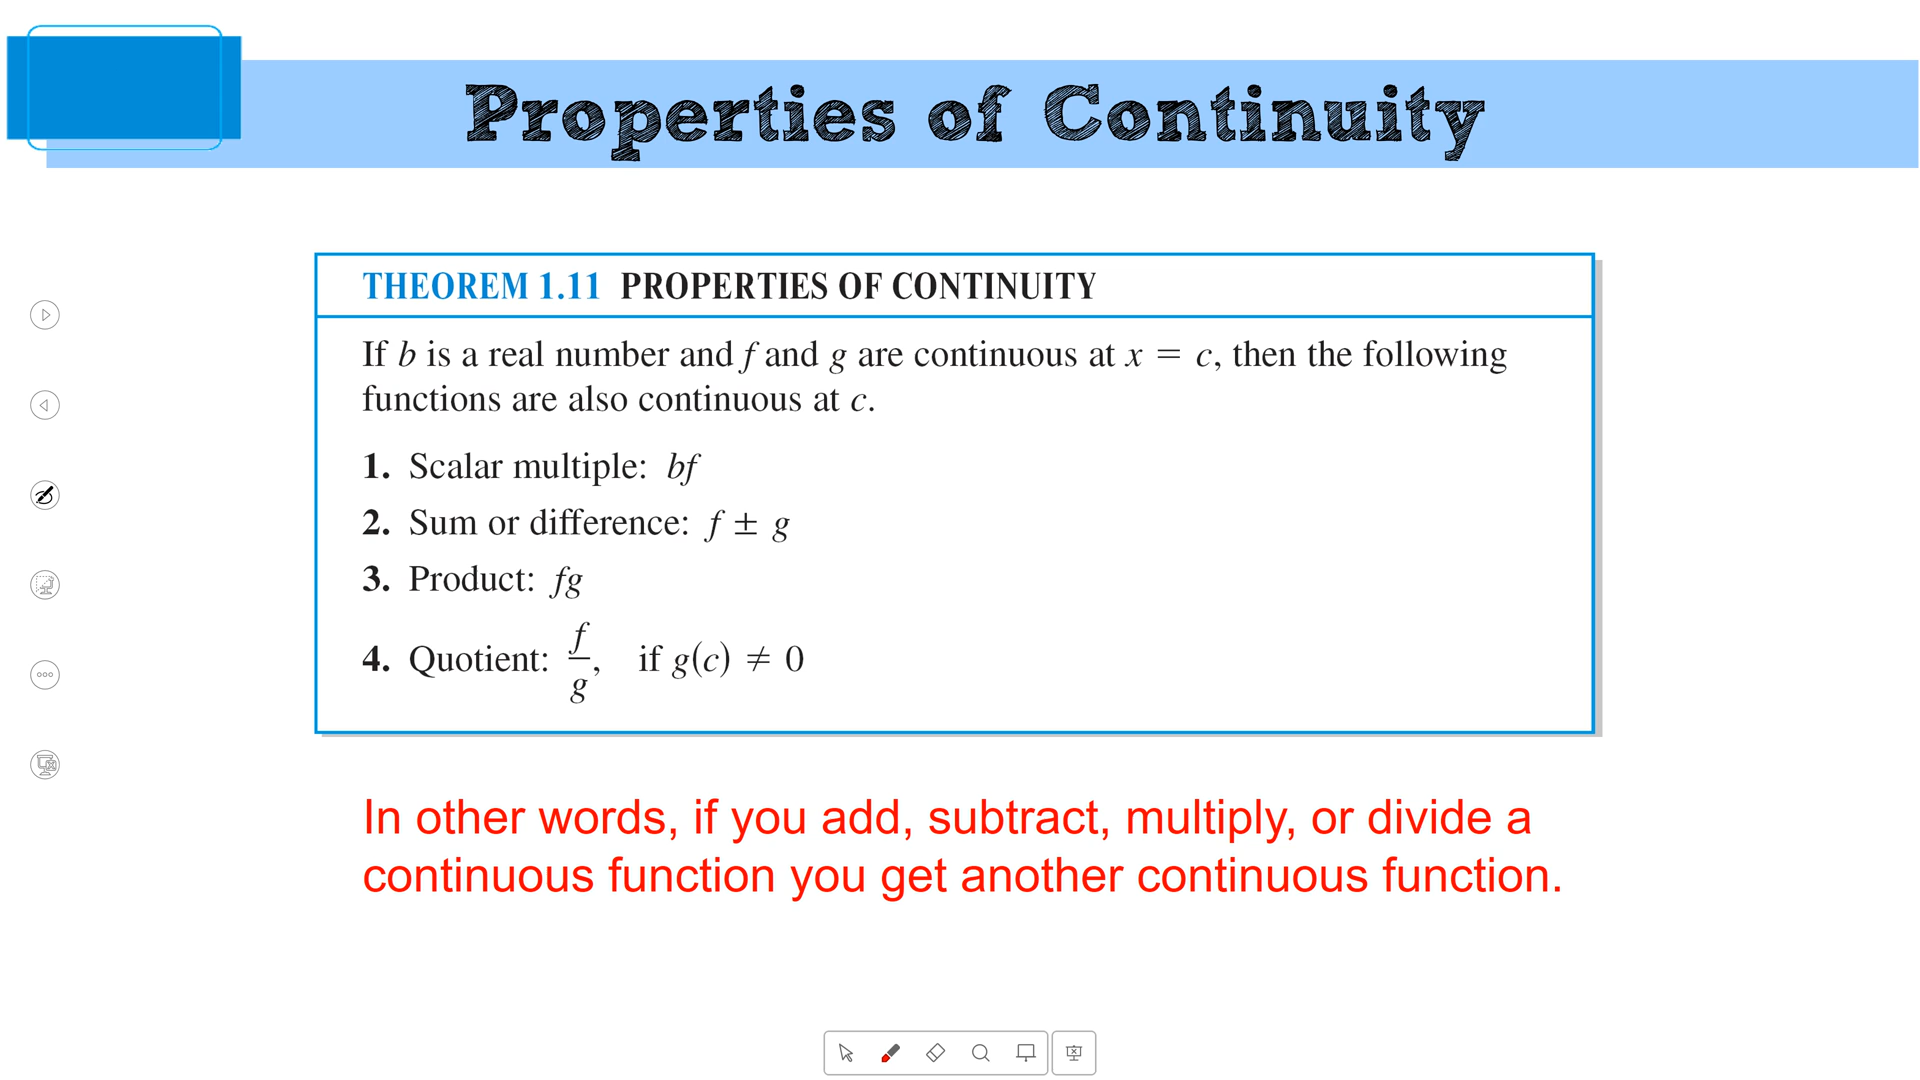 Properties of Continuity
THEOREM 1.11 PROPERTIES OF CONTINUITY
If b is a real number and f and g are continuous at x = c, then the following
functions are also continuous at c.
1. Scalar multiple: bf
2. Sum or difference: f ± g
3. Product: fg
4. Quotient: f/g, if g(c) ≠ 0
In other words, if you add, subtract, multiply, or divide a
continuous function you get another continuous function.